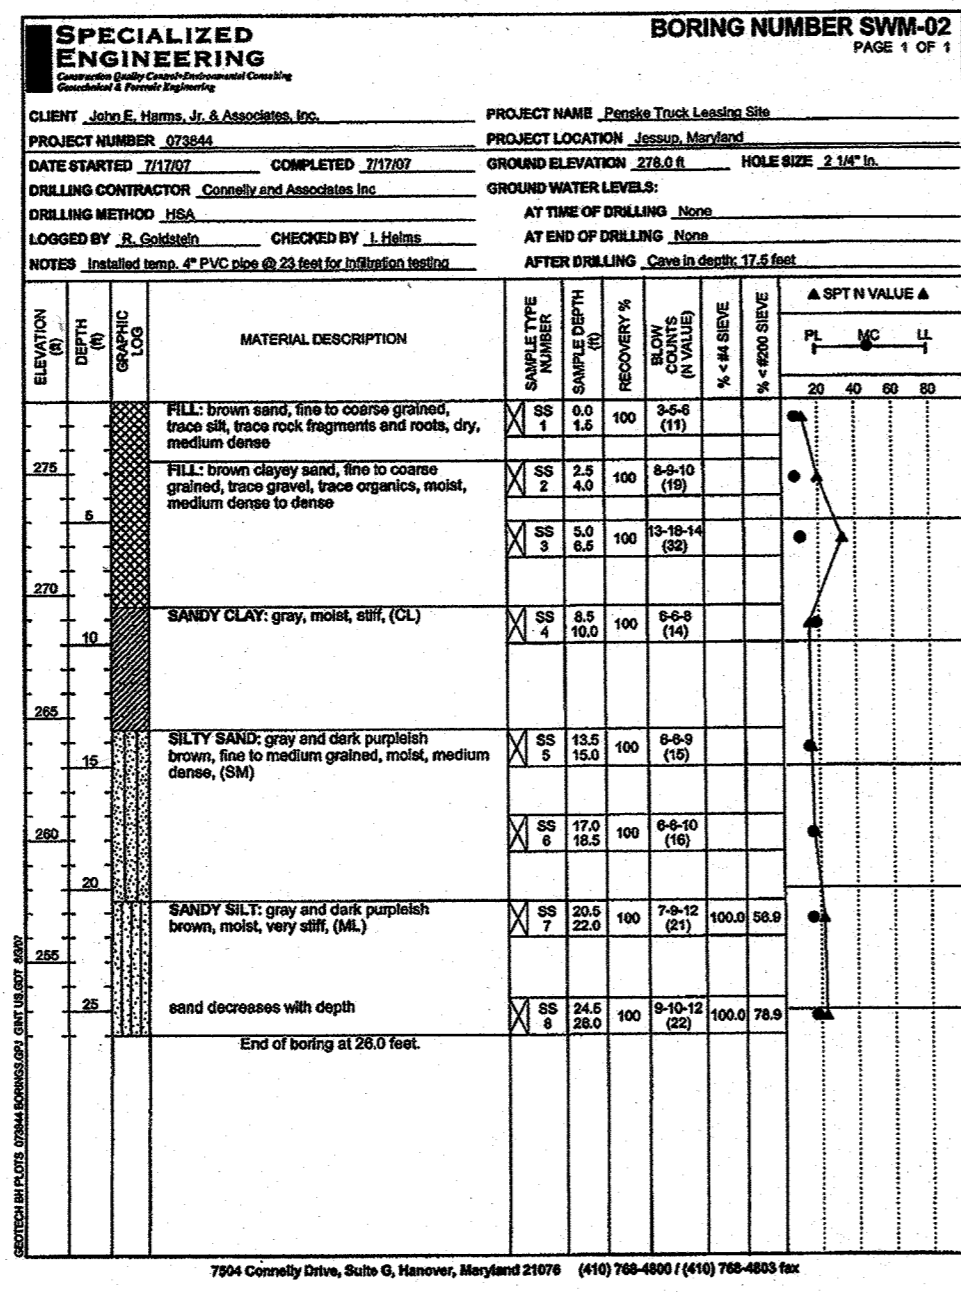 SPECIALIZED
ENGINEERING
Construction Quality Control•Environmental Consulting
Geotechnical & Forensic Engineering
BORING NUMBER SWM-02
PAGE 1 OF 1
CLIENT John E. Harms, Jr. & Associates, Inc.
PROJECT NAME Penske Truck Leasing Site
PROJECT NUMBER 073844
PROJECT LOCATION Jessup, Maryland
DATE STARTED 7/17/07 COMPLETED 7/17/07
GROUND ELEVATION 278.0 ft HOLE SIZE 2 1/4" in.
DRILLING CONTRACTOR Connelly and Associates Inc
GROUND WATER LEVELS:
DRILLING METHOD HSA
AT TIME OF DRILLING None
LOGGED BY R. Goldstein CHECKED BY I. Helms
AT END OF DRILLING None
NOTES Installed temp. 4" PVC pipe @ 23 feet for infiltration testing
AFTER DRILLING Cave in depth: 17.5 feet
ELEVATION (ft)
DEPTH (ft)
GRAPHIC LOG
MATERIAL DESCRIPTION
SAMPLE TYPE NUMBER
SAMPLE DEPTH (ft)
RECOVERY %
BLOW COUNTS (N VALUE)
% < #4 SIEVE
% < #200 SIEVE
▲ SPT N VALUE ▲
PL MC LL
20 40 60 80
FILL: brown sand, fine to coarse grained,
trace silt, trace rock fragments and roots, dry,
medium dense
SS 1 0.0 1.5 100 3-5-6 (11)
275
FILL: brown clayey sand, fine to coarse
grained, trace gravel, trace organics, moist,
medium dense to dense
SS 2 2.5 4.0 100 8-9-10 (19)
5
SS 3 5.0 6.5 100 13-18-14 (32)
270
SANDY CLAY: gray, moist, stiff, (CL)
SS 4 8.5 10.0 100 6-6-8 (14)
10
265
SILTY SAND: gray and dark purpleish
brown, fine to medium grained, moist, medium
dense, (SM)
SS 5 13.5 15.0 100 6-6-9 (15)
15
260
SS 6 17.0 18.5 100 6-6-10 (16)
20
SANDY SILT: gray and dark purpleish
brown, moist, very stiff, (ML)
SS 7 20.5 22.0 100 7-9-12 (21) 100.0 56.9
255
25
sand decreases with depth
SS 8 24.5 26.0 100 9-10-12 (22) 100.0 78.9
End of boring at 26.0 feet.
GEOTECH BH PLOTS 073844 BORINGS.GPJ GINT US.GDT 8/3/07
7504 Connelly Drive, Suite G, Hanover, Maryland 21076 (410) 768-4800 / (410) 768-4803 fax